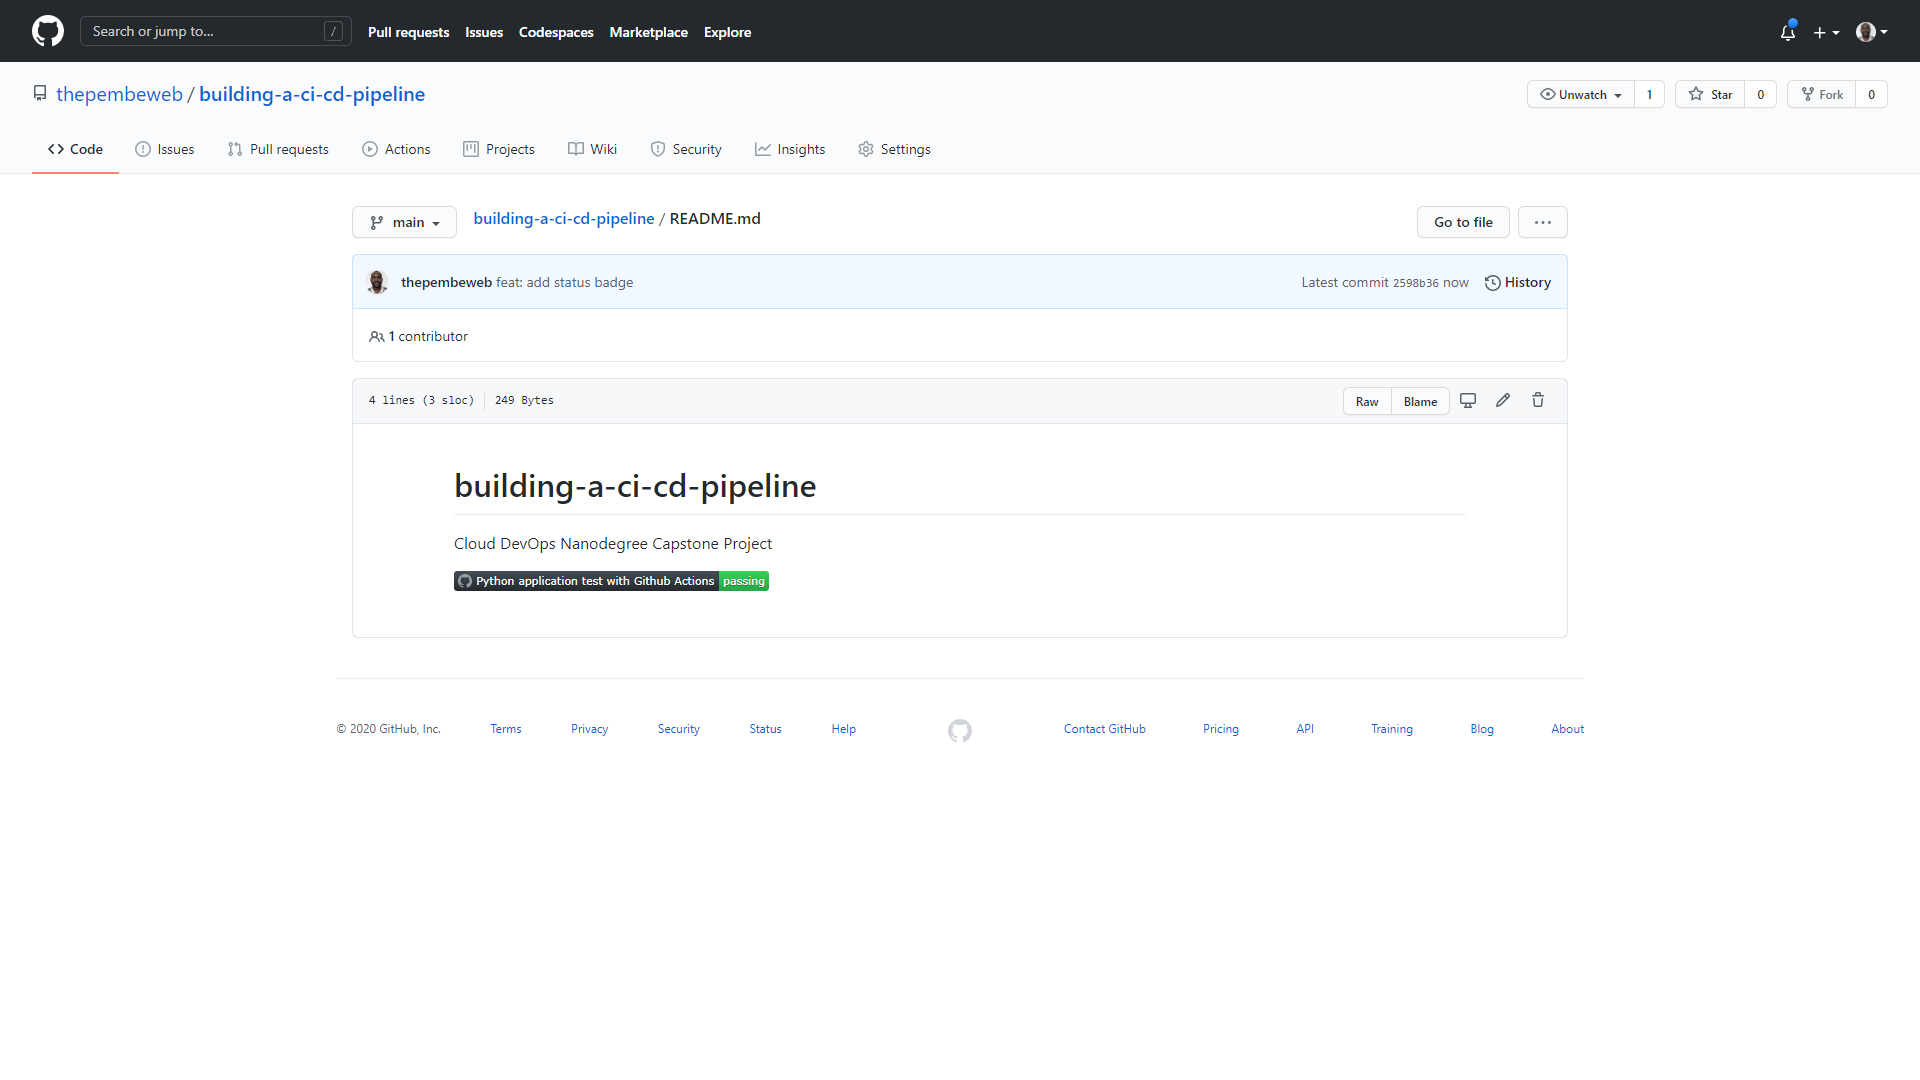 Search or jump to... /
Pull requests Issues Codespaces Marketplace Explore
thepembeweb / building-a-ci-cd-pipeline
Unwatch 1 Star 0 Fork 0
Code Issues Pull requests Actions Projects Wiki Security Insights Settings
main building-a-ci-cd-pipeline / README.md Go to file ...
thepembeweb feat: add status badge Latest commit 2598b36 now History
1 contributor
4 lines (3 sloc) 249 Bytes Raw Blame
building-a-ci-cd-pipeline
Cloud DevOps Nanodegree Capstone Project
Python application test with Github Actions passing
© 2020 GitHub, Inc. Terms Privacy Security Status Help Contact GitHub Pricing API Training Blog About